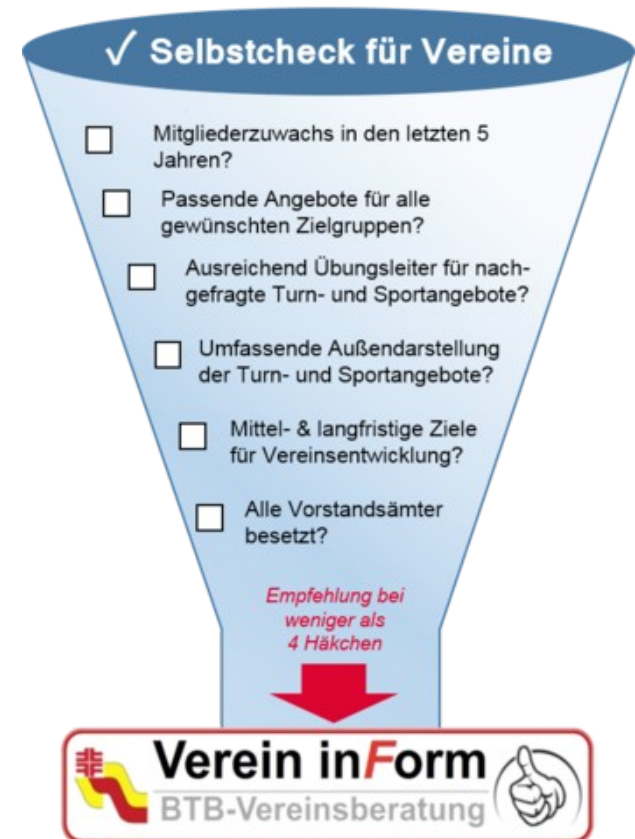 ✓ Selbstcheck für Vereine
Mitgliederzuwachs in den letzten 5
Jahren?
Passende Angebote für alle
gewünschten Zielgruppen?
Ausreichend Übungsleiter für nach-
gefragte Turn- und Sportangebote?
Umfassende Außendarstellung
der Turn- und Sportangebote?
Mittel- & langfristige Ziele
für Vereinsentwicklung?
Alle Vorstandsämter
besetzt?
Empfehlung bei
weniger als
4 Häkchen
Verein inForm
BTB-Vereinsberatung